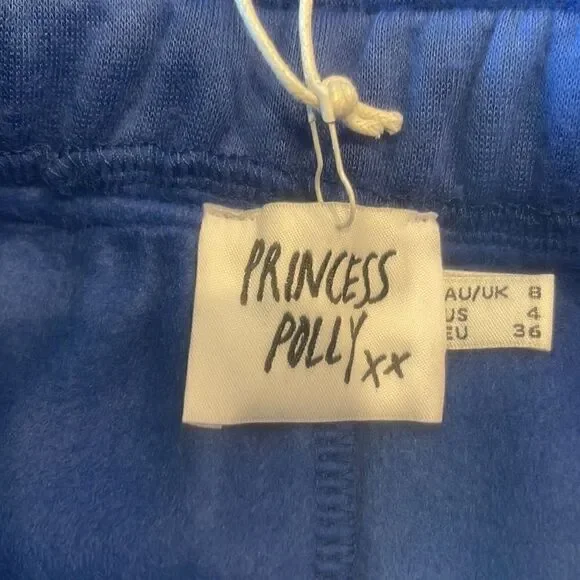 PRINCESS
POLLY xx
AU/UK 8
US 4
EU 36